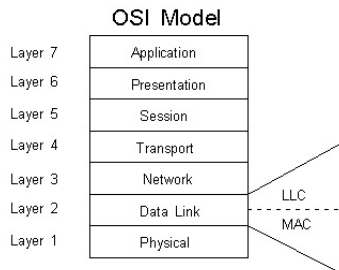 OSI Model
Layer 7 Application
Layer 6 Presentation
Layer 5 Session
Layer 4 Transport
Layer 3 Network
LLC
Layer 2 Data Link
MAC
Layer 1 Physical